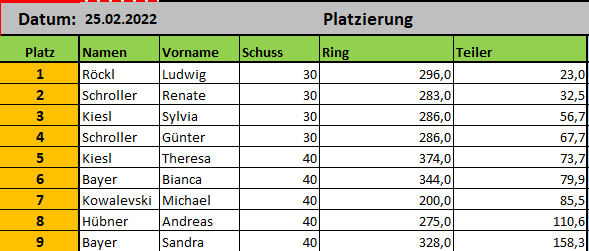 Datum: 25.02.2022 Platzierung
Platz Namen Vorname Schuss Ring Teiler
1 Röckl Ludwig 30 296,0 23,0
2 Schroller Renate 30 283,0 32,5
3 Kiesl Sylvia 30 286,0 56,7
4 Schroller Günter 30 286,0 67,7
5 Kiesl Theresa 40 374,0 73,7
6 Bayer Bianca 40 344,0 79,9
7 Kowalevski Michael 40 200,0 85,5
8 Hübner Andreas 40 275,0 110,6
9 Bayer Sandra 40 328,0 158,3